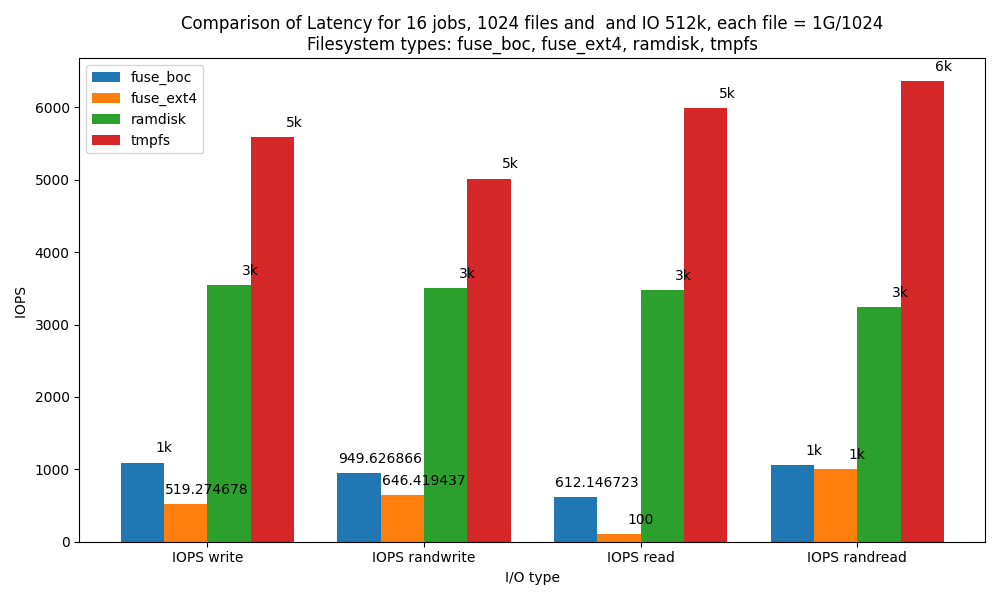 Comparison of Latency for 16 jobs, 1024 files and  and IO 512k, each file = 1G/1024
Filesystem types: fuse_boc, fuse_ext4, ramdisk, tmpfs
fuse_boc
fuse_ext4
ramdisk
tmpfs
IOPS
6000
5000
4000
3000
2000
1000
0
1k
519.274678
3k
5k
949.626866
646.419437
3k
5k
612.146723
100
3k
5k
1k
1k
3k
6k
IOPS write
IOPS randwrite
IOPS read
IOPS randread
I/O type